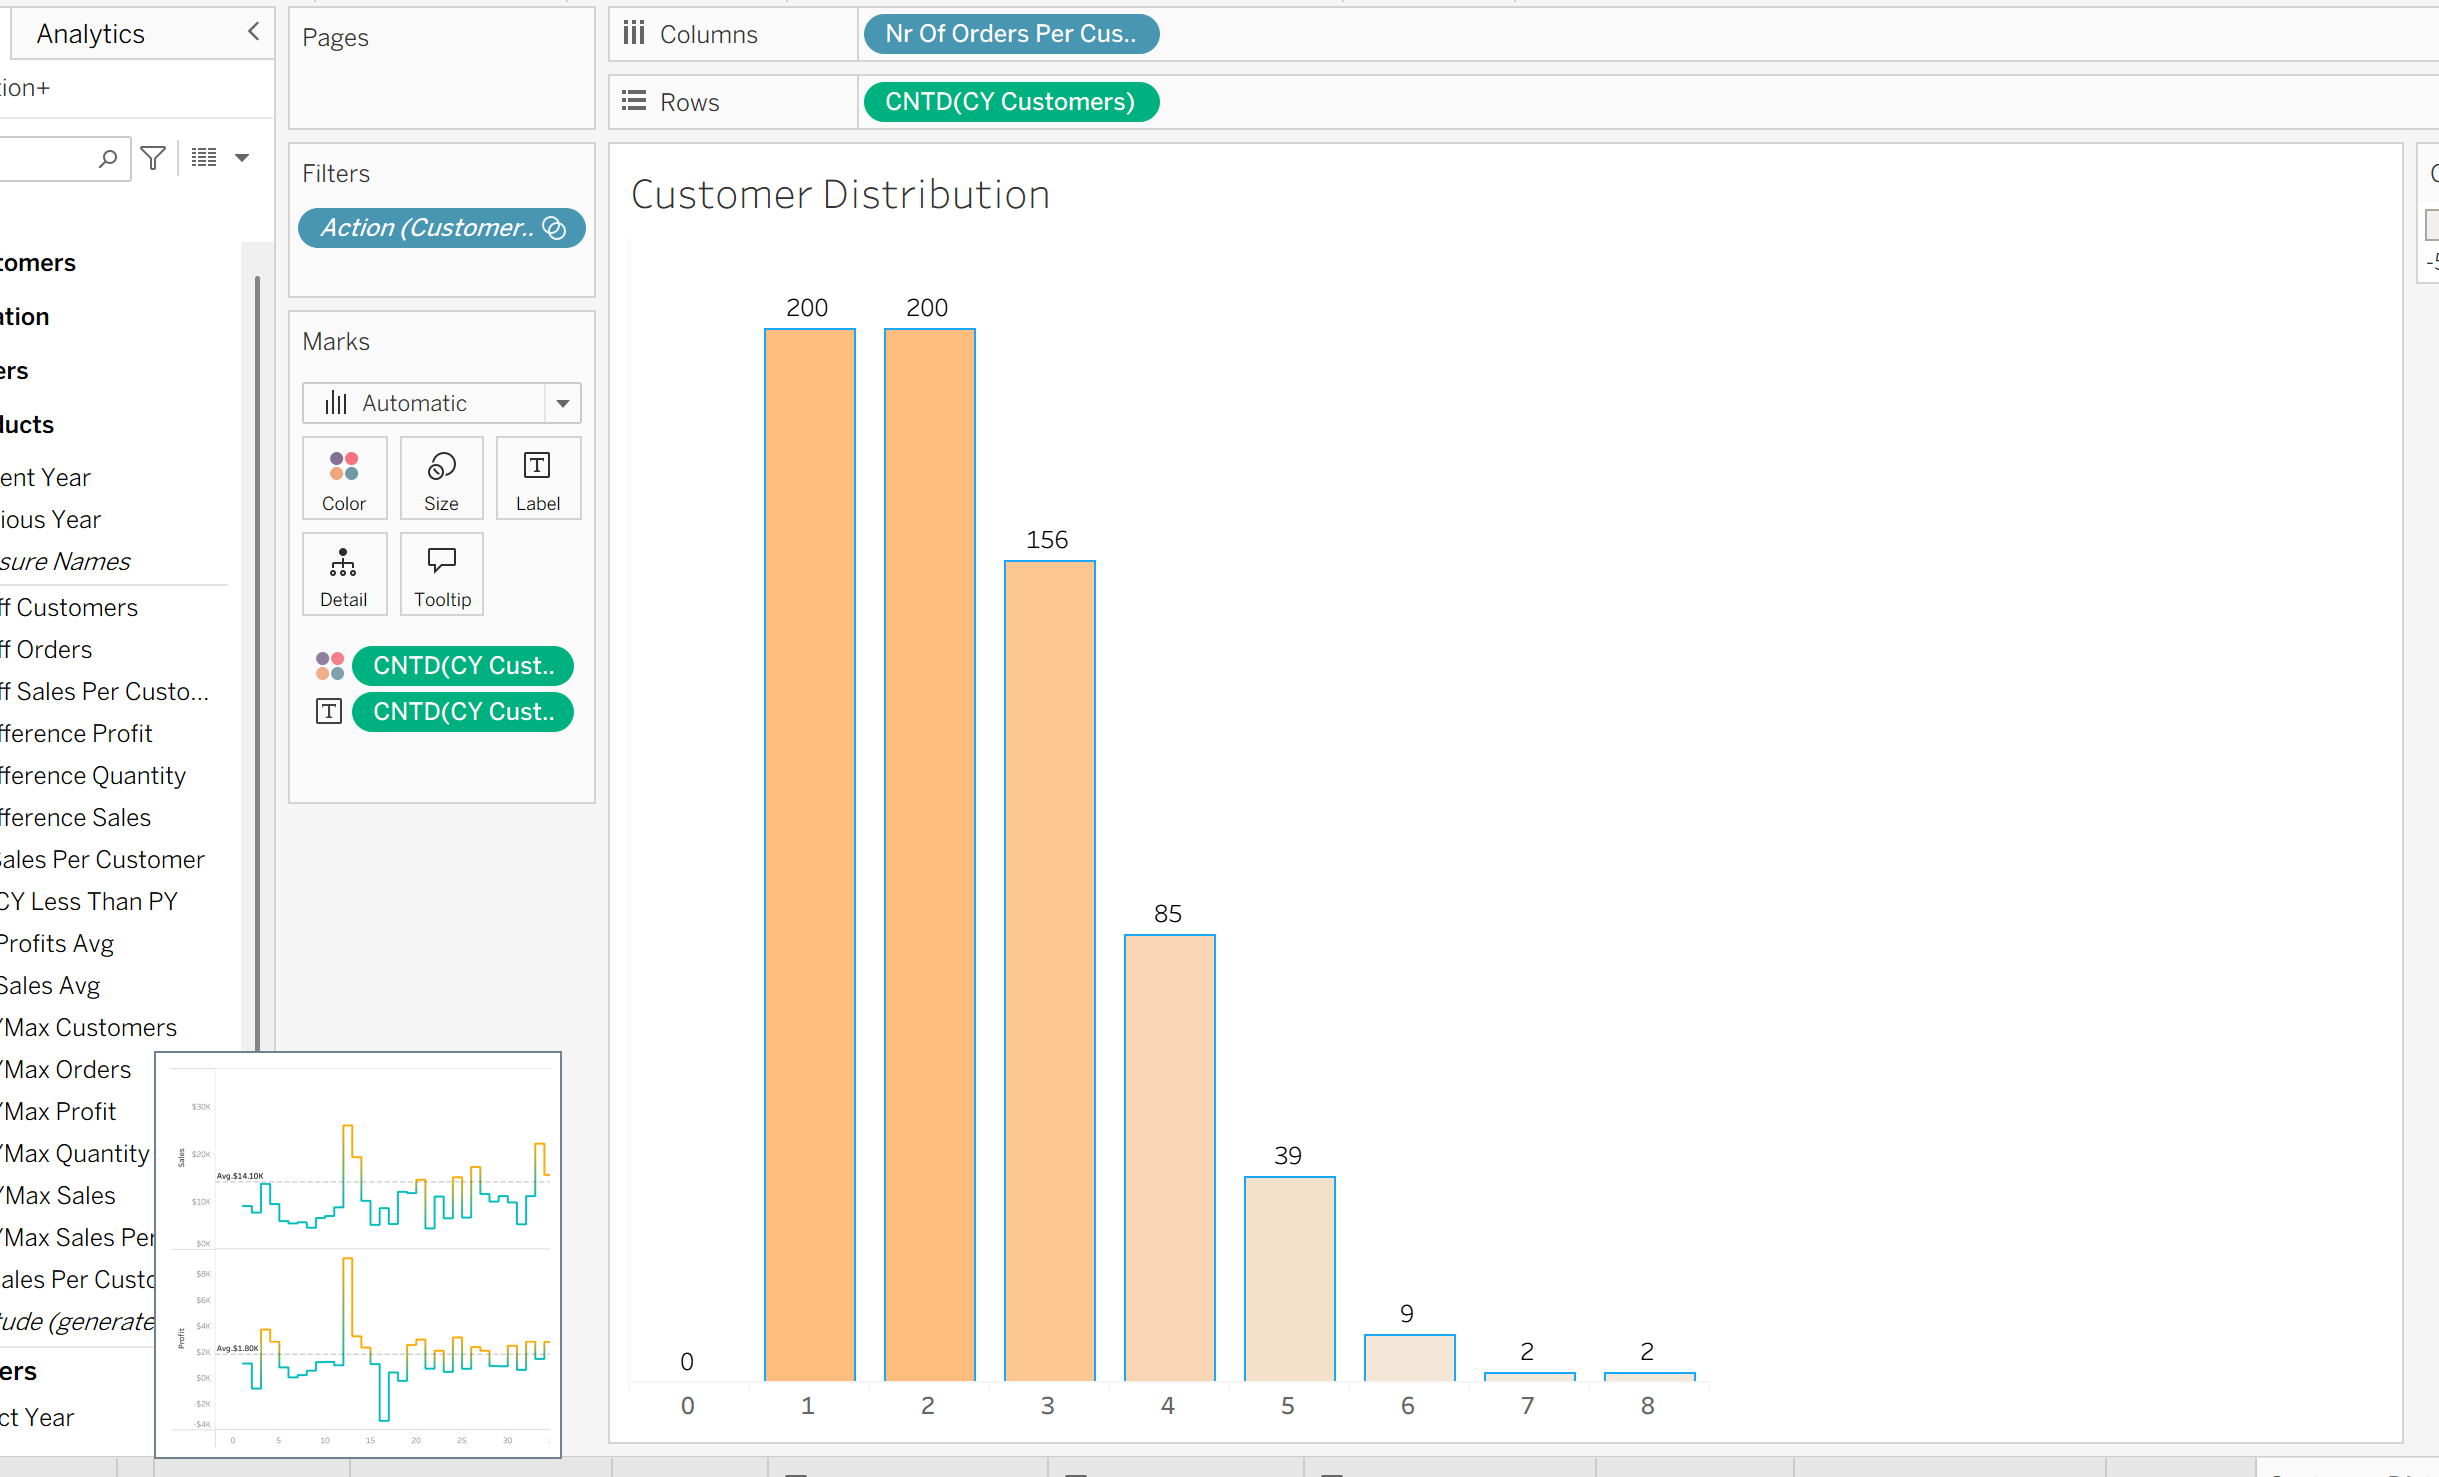 Analytics
ion+
tomers
ation
ers
ducts
ent Year
ious Year
sure Names
ff Customers
ff Orders
ff Sales Per Custo...
fference Profit
fference Quantity
fference Sales
Sales Per Customer
CY Less Than PY
Profits Avg
Sales Avg
Max Customers
Max Orders
Max Profit
Max Quantity
Max Sales
Max Sales Per
ales Per Custo
tude (generate
ers
ct Year
Pages
Filters
Action (Customer..
Marks
Automatic
Color
Size
Label
Detail
Tooltip
CNTD(CY Cust..
CNTD(CY Cust..
Columns
Nr Of Orders Per Cus..
Rows
CNTD(CY Customers)
Customer Distribution
200
200
156
85
39
9
2
2
0
0 1 2 3 4 5 6 7 8
Sales
$30K
$20K
Avg.$14.10K
$10K
$0K
Profit
$8K
$6K
$4K
$2K
Avg.$1.80K
$0K
-$2K
-$4K
0 5 10 15 20 25 30